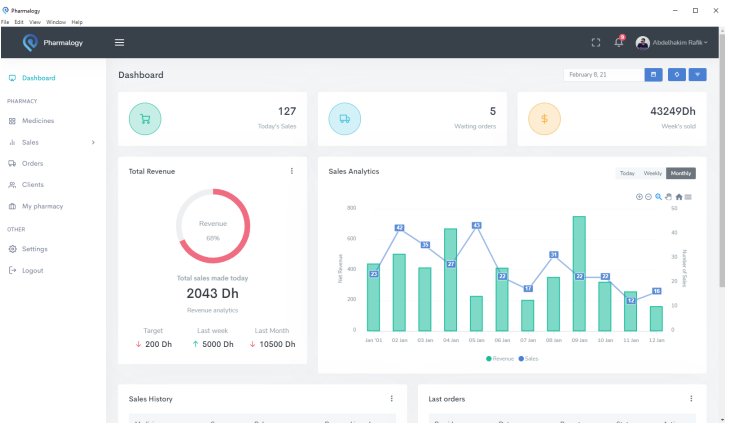 Pharmalogy
File Edit View Window Help
Pharmalogy
9
Abdelhakim Rafik
Dashboard
PHARMACY
Medicines
Sales
Orders
Clients
My pharmacy
OTHER
Settings
Logout
Dashboard
February 8, 21
127
Today's Sales
5
Waiting orders
43249Dh
Week's sold
Total Revenue
Revenue
68%
Total sales made today
2043 Dh
Revenue analytics
Target Last week Last Month
↓ 200 Dh ↑ 5000 Dh ↓ 10500 Dh
Sales Analytics
Today Weekly Monthly
800 600 400 200 0
Net Revenue
23 42 35 27 43 22 17 31 22 22 12 16
50 40 30 20 10 0
Number of Sales
Jan '01 02 Jan 03 Jan 04 Jan 05 Jan 06 Jan 07 Jan 08 Jan 09 Jan 10 Jan 11 Jan 12 Jan
Revenue Sales
Sales History
Last orders